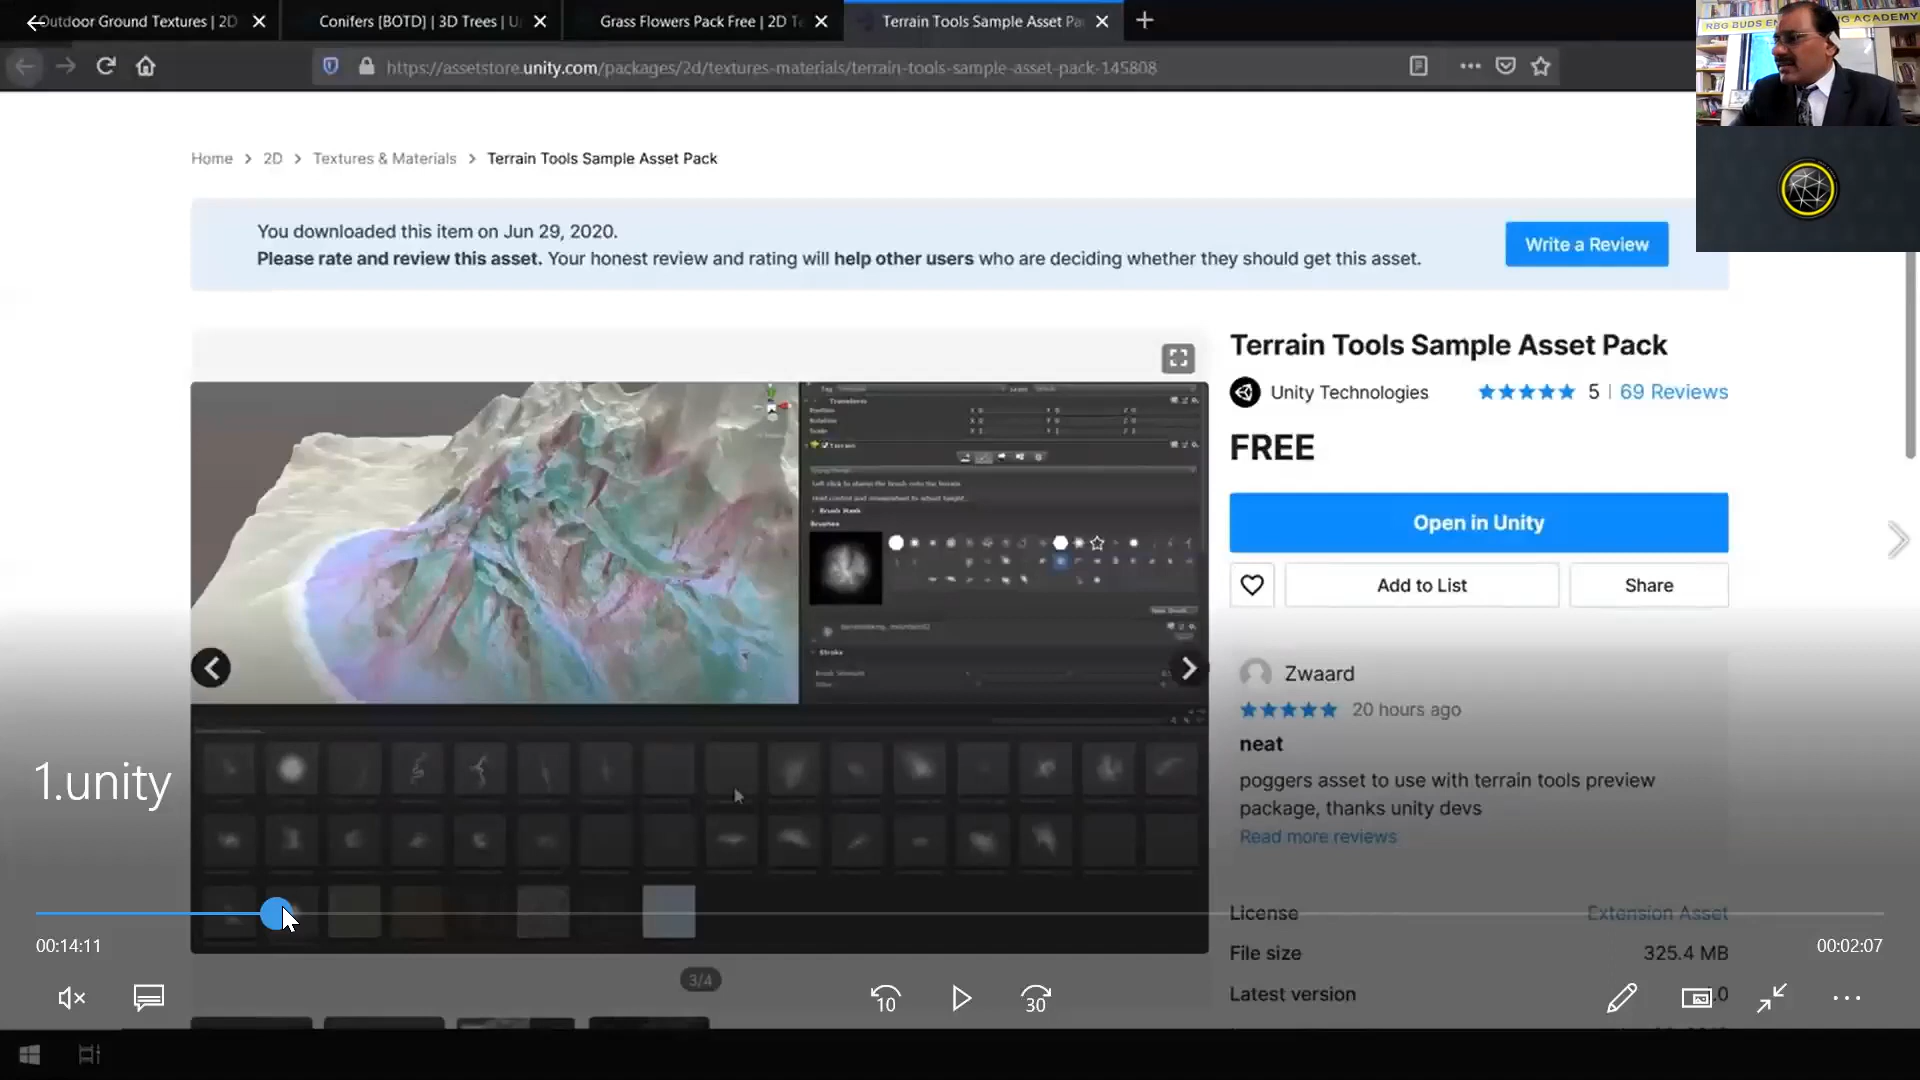 Outdoor Ground Textures | 2D
Conifers [BOTD] | 3D Trees | U
Grass Flowers Pack Free | 2D Te
Terrain Tools Sample Asset Pa
https://assetstore.unity.com/packages/2d/textures-materials/terrain-tools-sample-asset-pack-145808
Home > 2D > Textures & Materials > Terrain Tools Sample Asset Pack
You downloaded this item on Jun 29, 2020.
Please rate and review this asset. Your honest review and rating will help other users who are deciding whether they should get this asset.
Write a Review
Terrain Tools Sample Asset Pack
Unity Technologies
5 | 69 Reviews
FREE
Open in Unity
Add to List
Share
Transform
Brushes
Stroke
Zwaard
20 hours ago
neat
poggers asset to use with terrain tools preview
package, thanks unity devs
Read more reviews
1.unity
License
Extension Asset
File size
325.4 MB
Latest version
.0
00:14:11
00:02:07
3/4
10
30